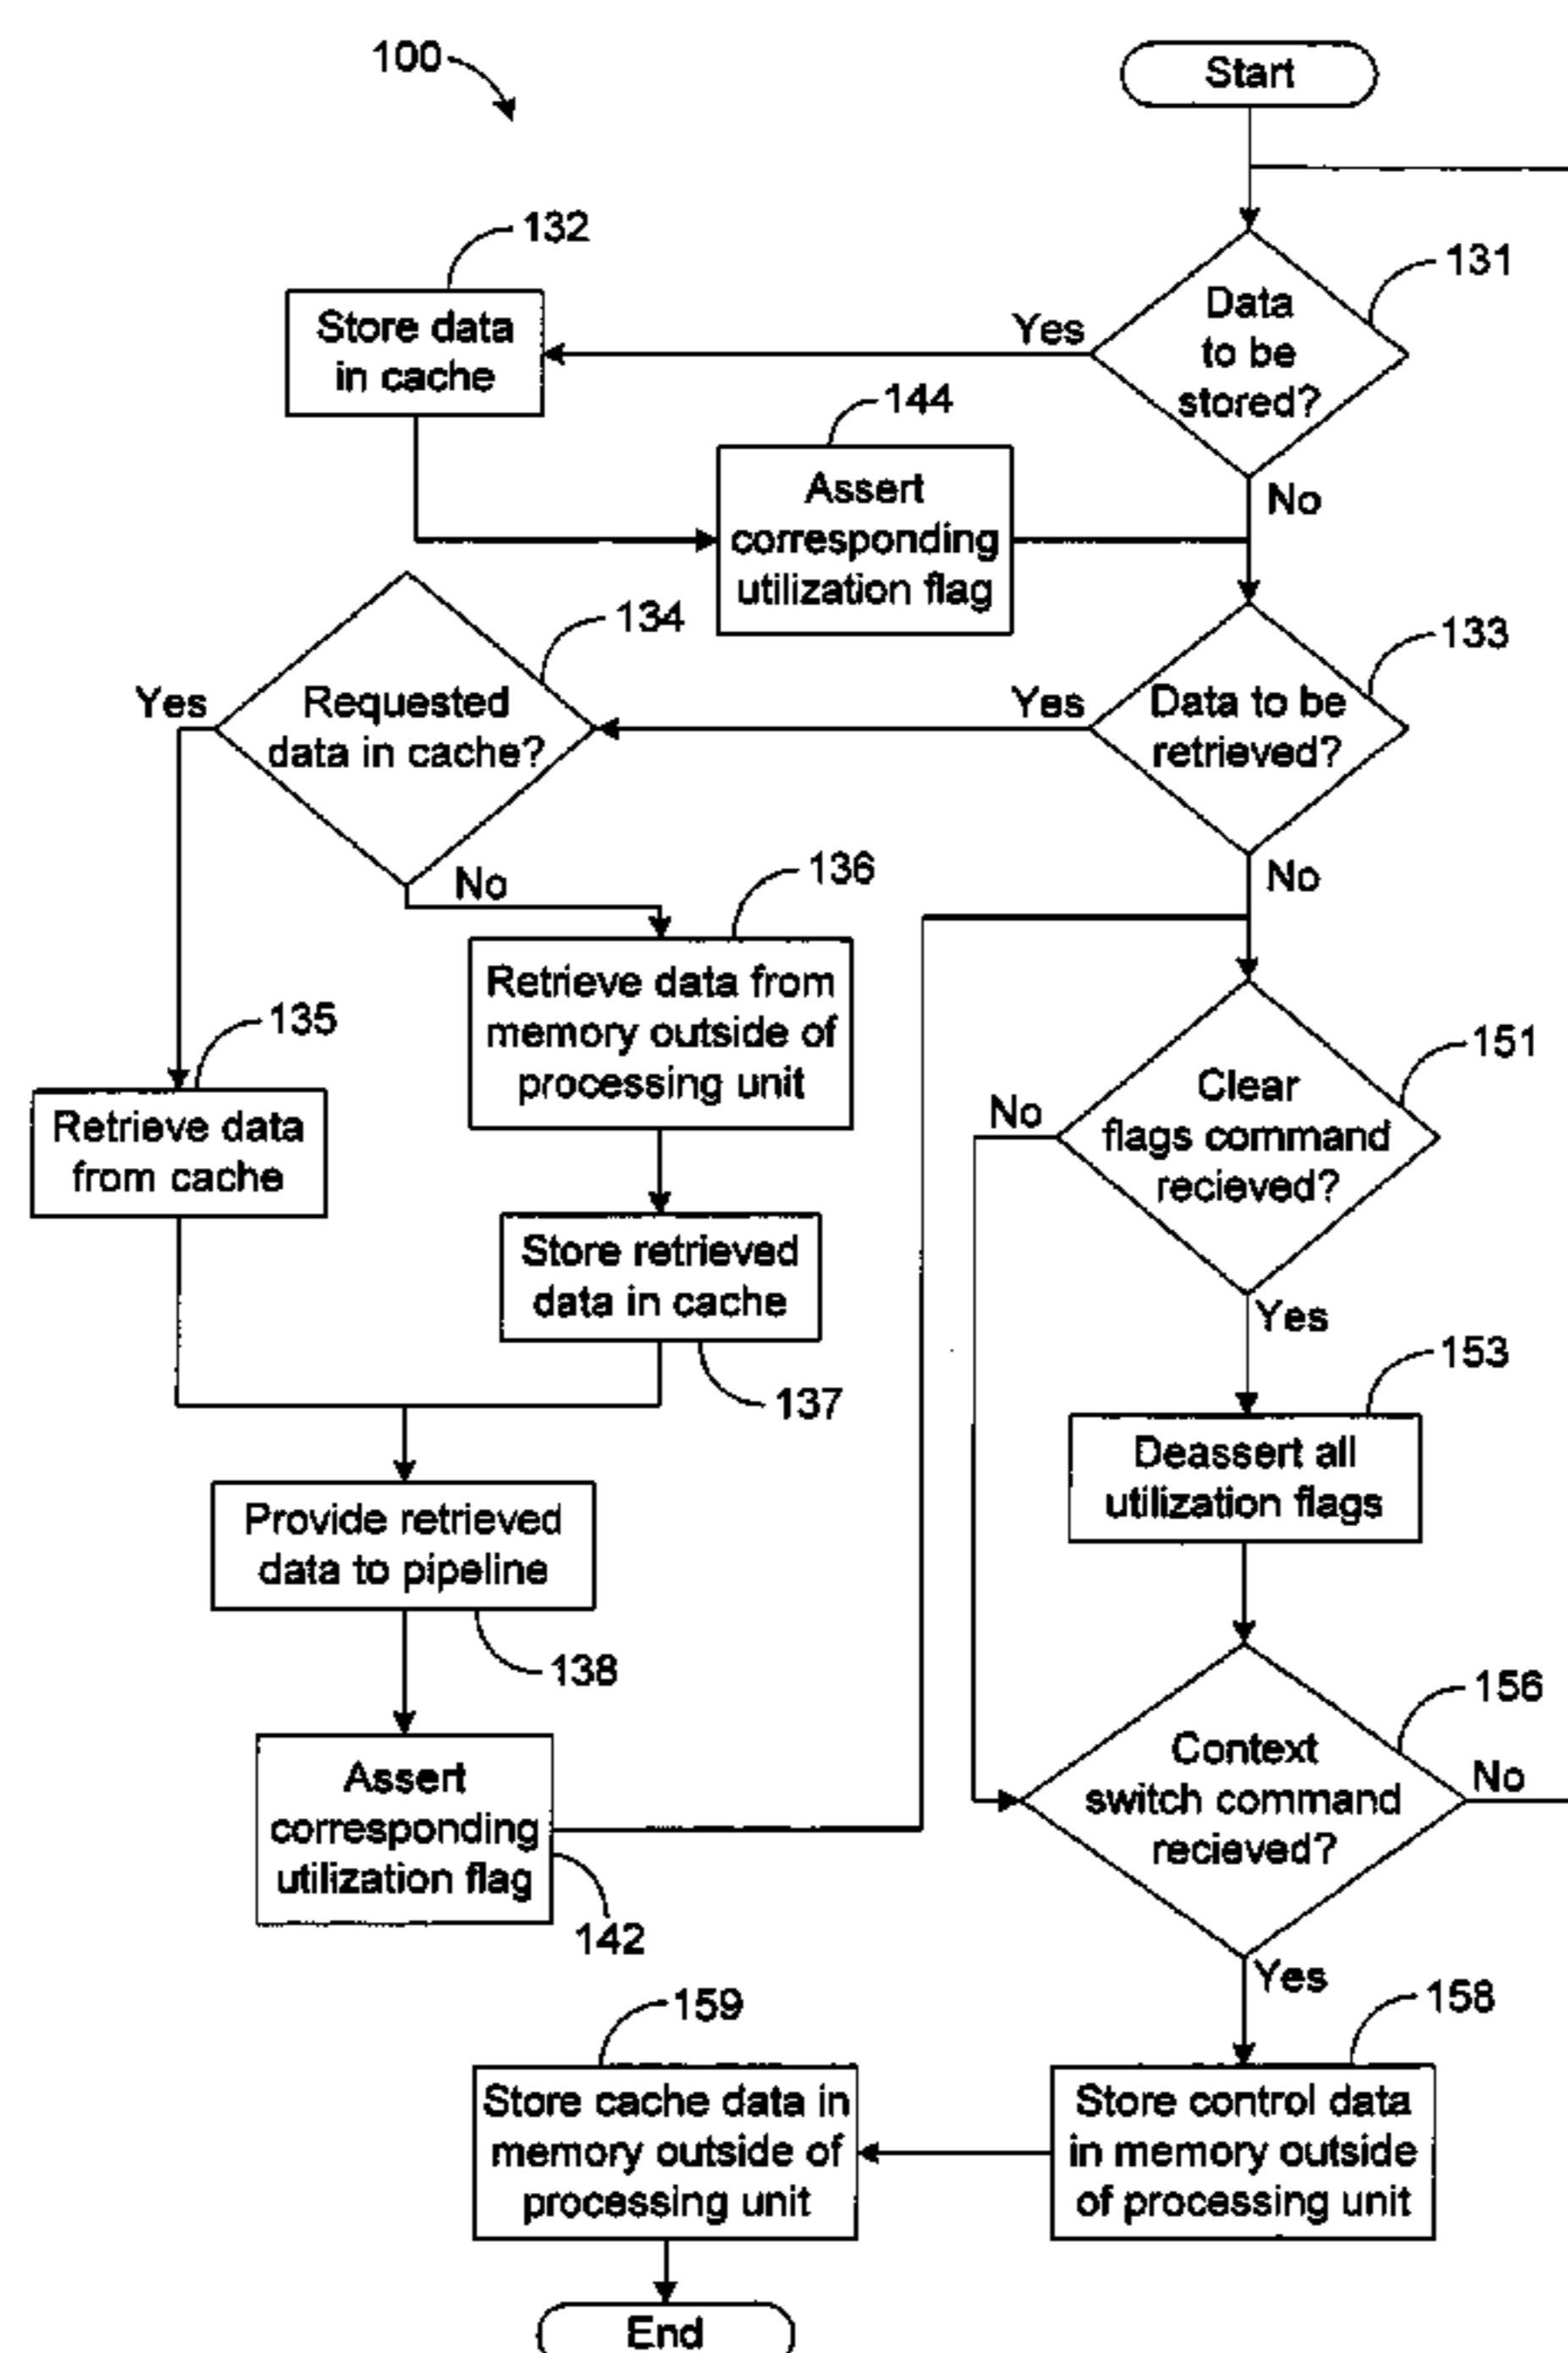 100
Start
132
131
Store data
in cache
Yes
Data
to be
stored?
144
No
Assert
corresponding
utilization flag
134
133
Yes
Requested
data in cache?
Yes
Data to be
retrieved?
No
136
No
Retrieve data from
memory outside of
processing unit
135
151
Retrieve data
from cache
No
Clear
flags command
recieved?
Store retrieved
data in cache
Yes
137
153
Deassert all
utilization flags
Provide retrieved
data to pipeline
138
156
Assert
corresponding
utilization flag
Context
switch command
recieved?
No
142
Yes
159
158
Store cache data in
memory outside of
processing unit
Store control data
in memory outside
of processing unit
End